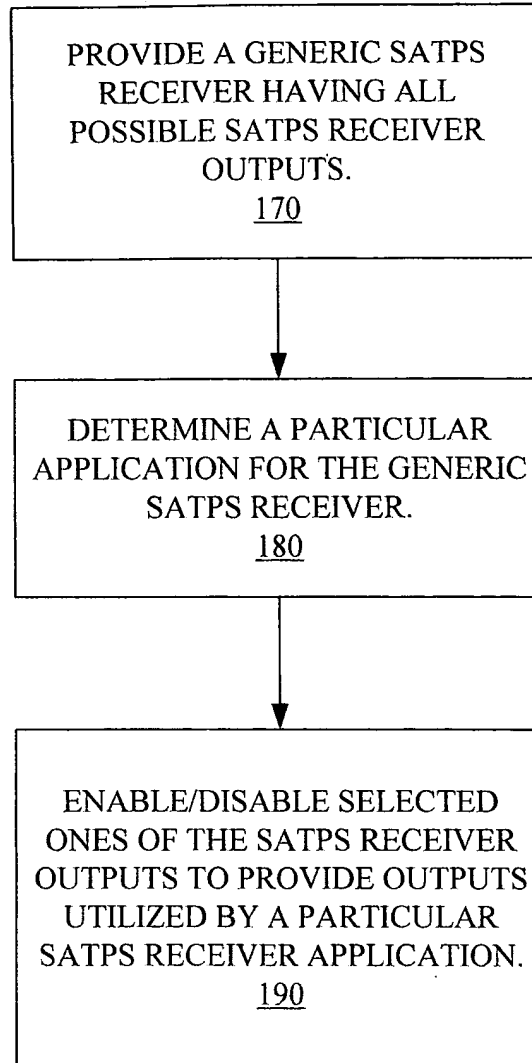 PROVIDE A GENERIC SATPS
RECEIVER HAVING ALL
POSSIBLE SATPS RECEIVER
OUTPUTS.
170
DETERMINE A PARTICULAR
APPLICATION FOR THE GENERIC
SATPS RECEIVER.
180
ENABLE/DISABLE SELECTED
ONES OF THE SATPS RECEIVER
OUTPUTS TO PROVIDE OUTPUTS
UTILIZED BY A PARTICULAR
SATPS RECEIVER APPLICATION.
190